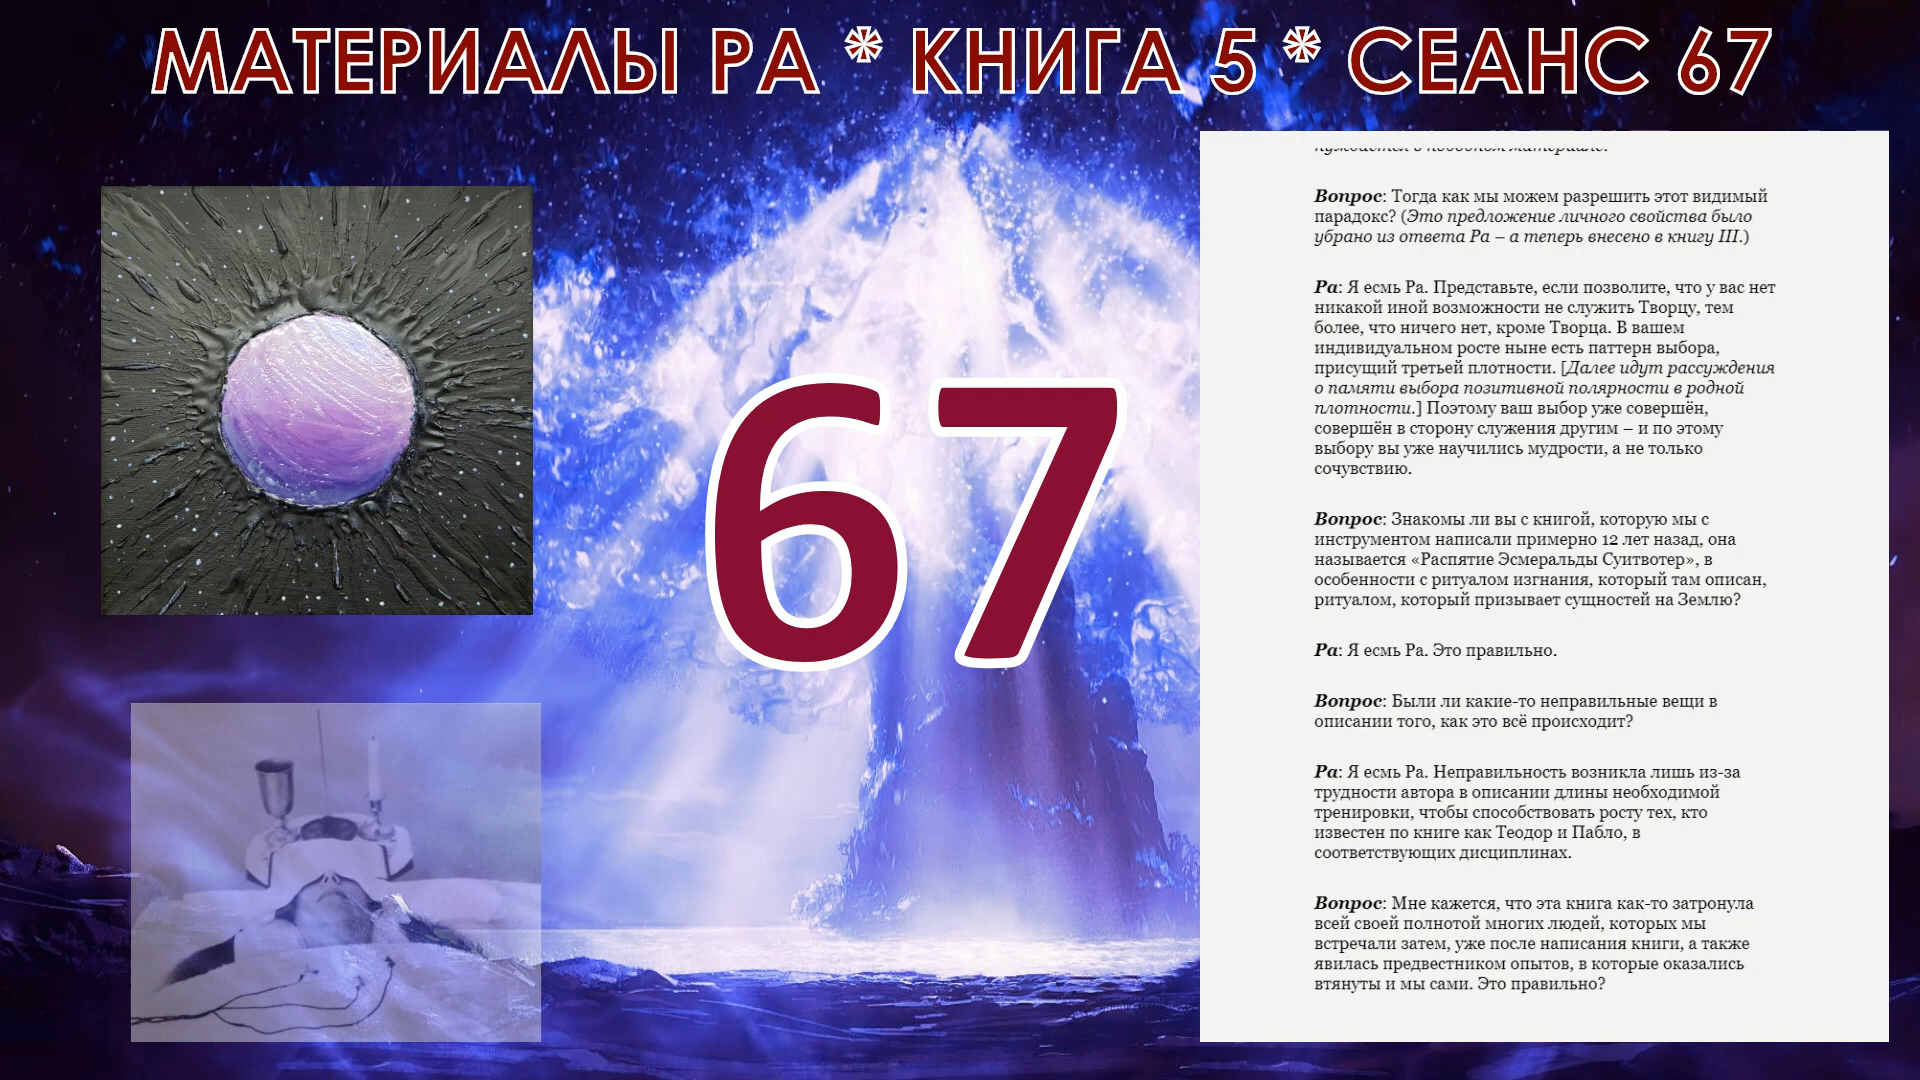 МАТЕРИАЛЫ РА * КНИГА 5 * СЕАНС 67
67
Вопрос: Тогда как мы можем разрешить этот видимый
парадокс? (Это предложение личного свойства было
убрано из ответа Ра – а теперь внесено в книгу III.)
Ра: Я есмь Ра. Представьте, если позволите, что у вас нет
никакой иной возможности не служить Творцу, тем
более, что ничего нет, кроме Творца. В вашем
индивидуальном росте ныне есть паттерн выбора,
присущий третьей плотности. [Далее идут рассуждения
о памяти выбора позитивной полярности в родной
плотности.] Поэтому ваш выбор уже совершён,
совершён в сторону служения другим – и по этому
выбору вы уже научились мудрости, а не только
сочувствию.
Вопрос: Знакомы ли вы с книгой, которую мы с
инструментом написали примерно 12 лет назад, она
называется «Распятие Эсмеральды Суитвотер», в
особенности с ритуалом изгнания, который там описан,
ритуалом, который призывает сущностей на Землю?
Ра: Я есмь Ра. Это правильно.
Вопрос: Были ли какие-то неправильные вещи в
описании того, как это всё происходит?
Ра: Я есмь Ра. Неправильность возникла лишь из-за
трудности автора в описании длины необходимой
тренировки, чтобы способствовать росту тех, кто
известен по книге как Теодор и Пабло, в
соответствующих дисциплинах.
Вопрос: Мне кажется, что эта книга как-то затронула
всей своей полнотой многих людей, которых мы
встречали затем, уже после написания книги, а также
явилась предвестником опытов, в которые оказались
втянуты и мы сами. Это правильно?